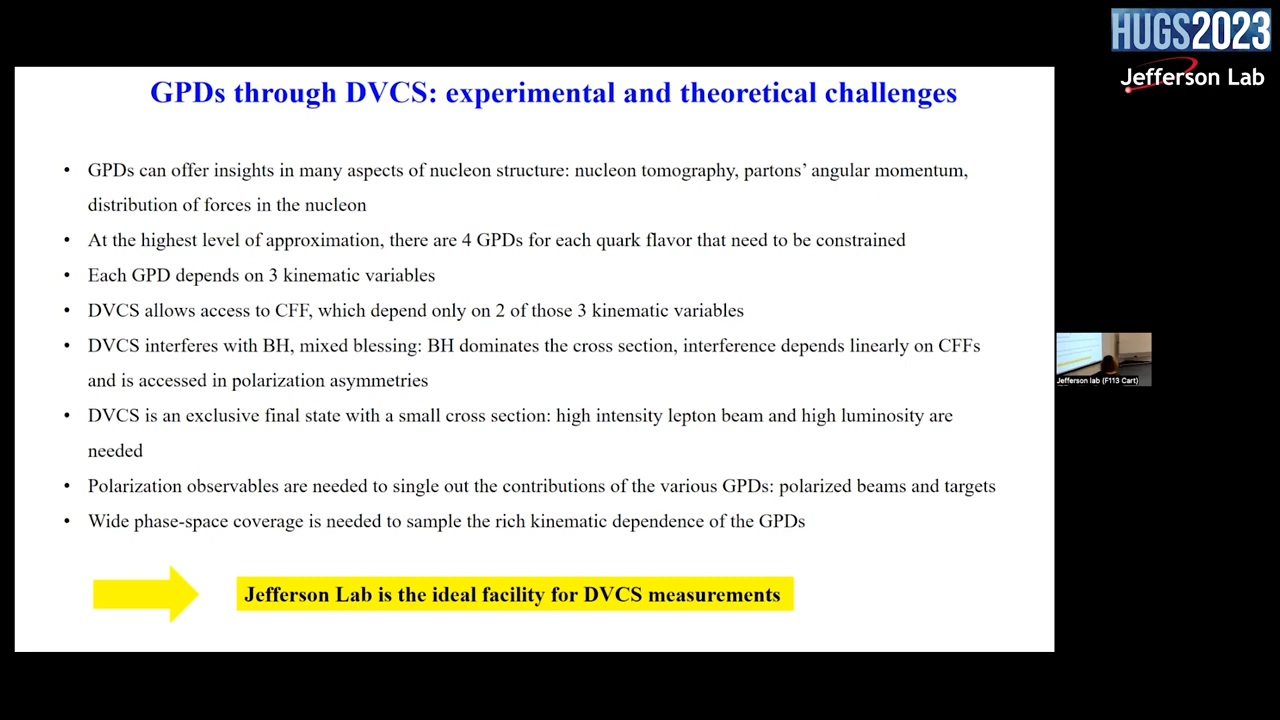 HUGS2023
Jefferson Lab
GPDs through DVCS: experimental and theoretical challenges
• GPDs can offer insights in many aspects of nucleon structure: nucleon tomography, partons’ angular momentum,
distribution of forces in the nucleon
• At the highest level of approximation, there are 4 GPDs for each quark flavor that need to be constrained
• Each GPD depends on 3 kinematic variables
• DVCS allows access to CFF, which depend only on 2 of those 3 kinematic variables
• DVCS interferes with BH, mixed blessing: BH dominates the cross section, interference depends linearly on CFFs
and is accessed in polarization asymmetries
• DVCS is an exclusive final state with a small cross section: high intensity lepton beam and high luminosity are
needed
• Polarization observables are needed to single out the contributions of the various GPDs: polarized beams and targets
• Wide phase-space coverage is needed to sample the rich kinematic dependence of the GPDs
Jefferson Lab is the ideal facility for DVCS measurements
Jefferson lab (F113 Cart)